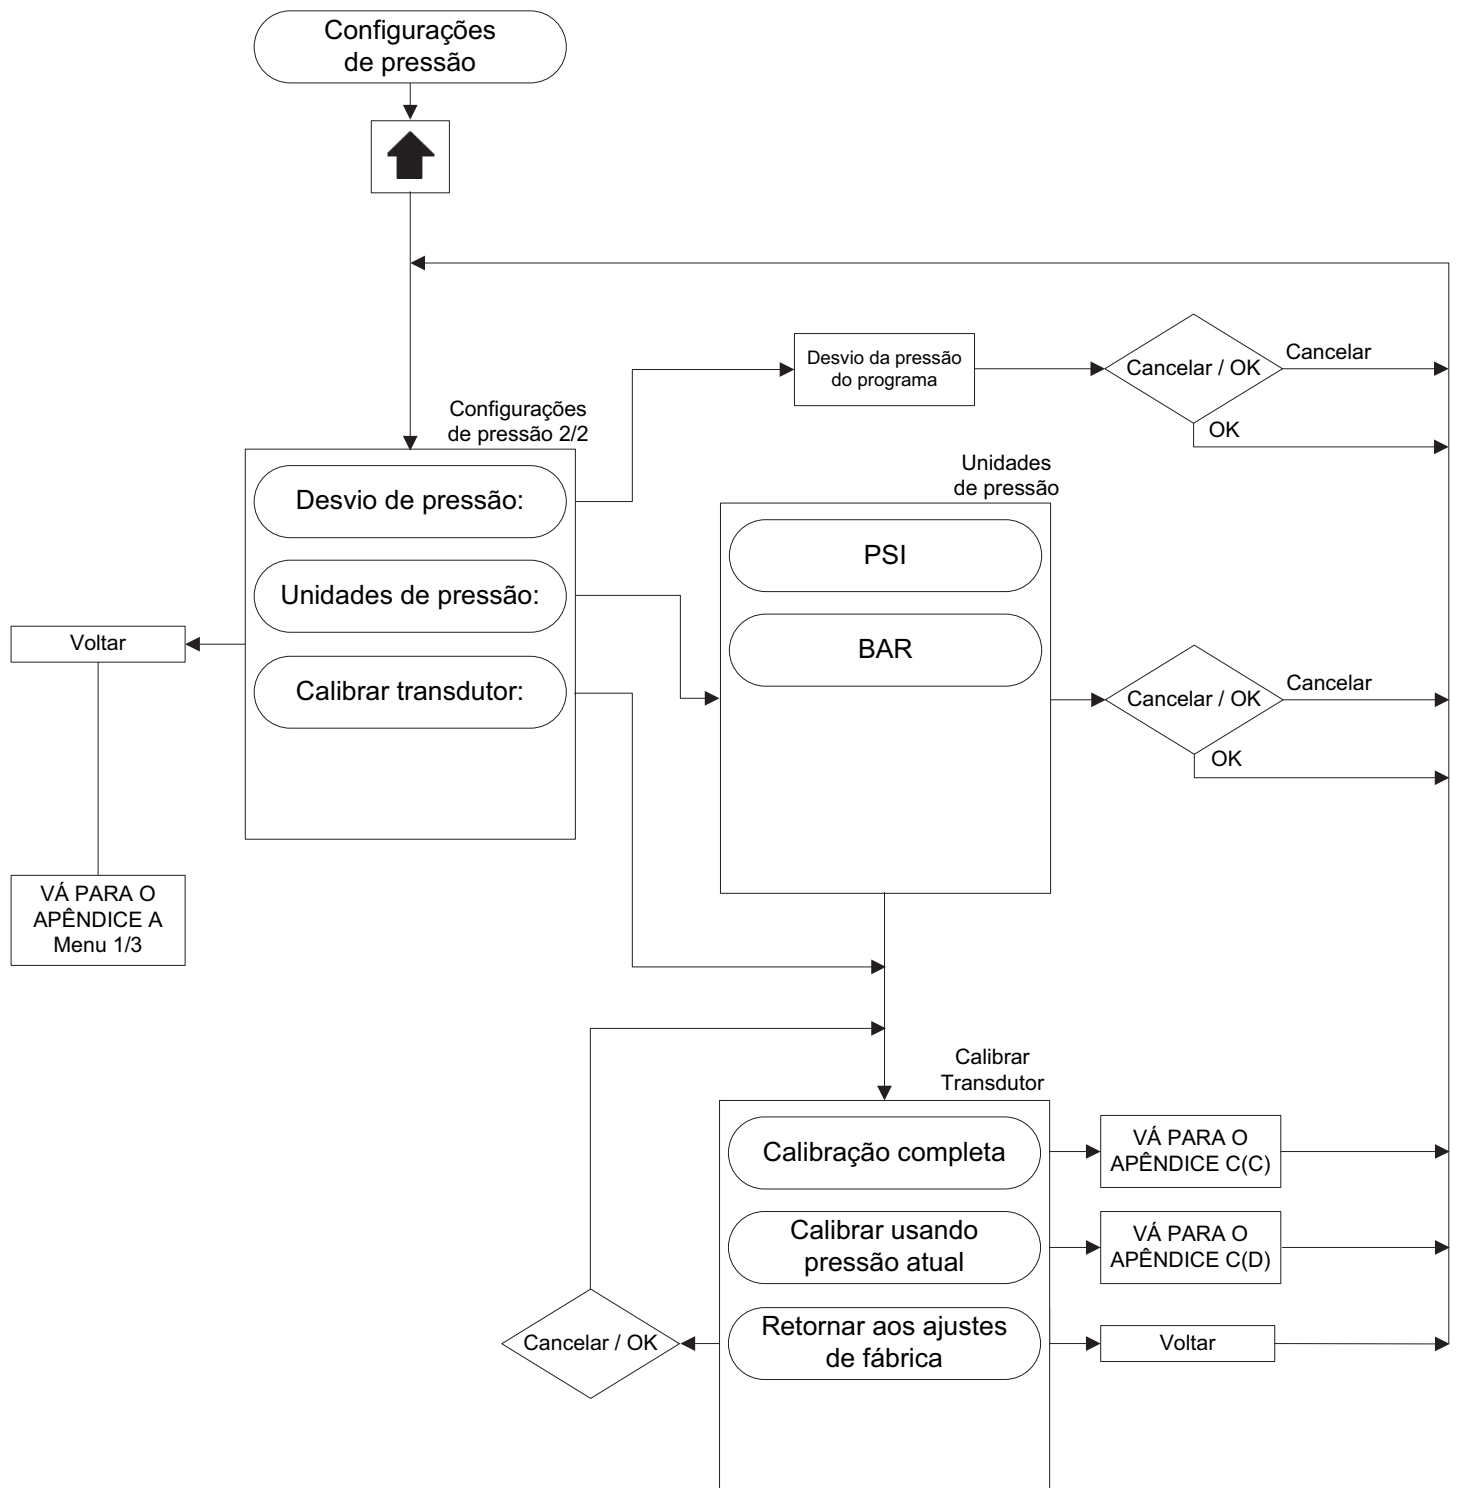 Configurações
de pressão
Desvio da pressão
do programa
Cancelar / OK
Cancelar
OK
Configurações
de pressão 2/2
Desvio de pressão:
Unidades de pressão:
Calibrar transdutor:
Unidades
de pressão
PSI
BAR
Cancelar / OK
Cancelar
OK
Voltar
VÁ PARA O
APÊNDICE A
Menu 1/3
Calibrar
Transdutor
Calibração completa
VÁ PARA O
APÊNDICE C(C)
Calibrar usando
pressão atual
VÁ PARA O
APÊNDICE C(D)
Cancelar / OK
Retornar aos ajustes
de fábrica
Voltar